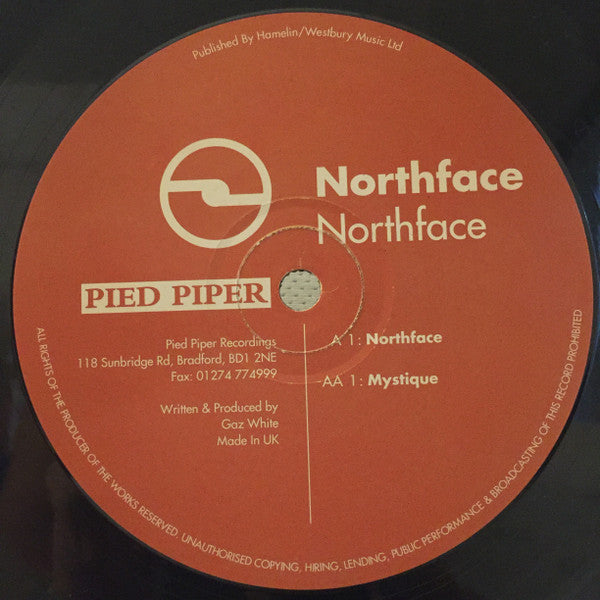 Published By Hamelin/Westbury Music Ltd
Northface
Northface
PIED PIPER
Pied Piper Recordings
118 Sunbridge Rd, Bradford, BD1 2NE
Fax: 01274 774999
Written & Produced by
Gaz White
Made In UK
A 1: Northface
AA 1: Mystique
ALL RIGHTS OF THE PRODUCER OF THE WORKS RESERVED. UNAUTHORISED COPYING, HIRING, LENDING, PUBLIC PERFORMANCE & BROADCASTING OF THIS RECORD PROHIBITED